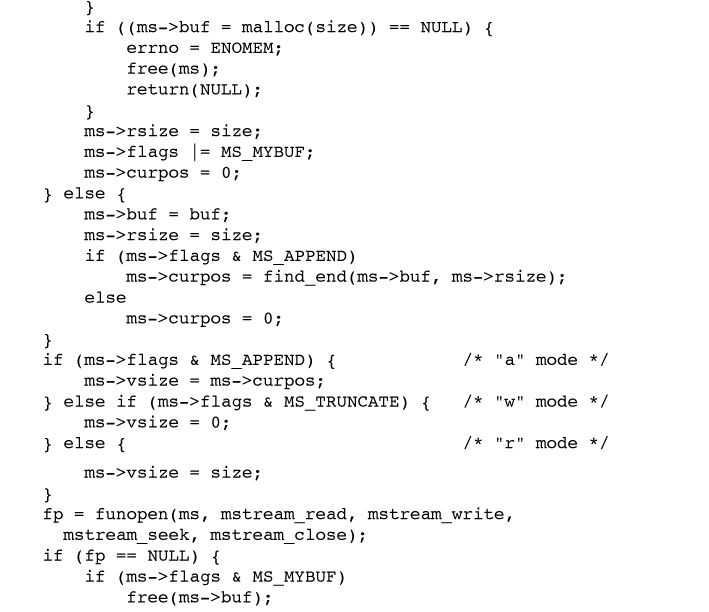 }
        if ((ms->buf = malloc(size)) == NULL) {
            errno = ENOMEM;
            free(ms);
            return(NULL);
        }
        ms->rsize = size;
        ms->flags |= MS_MYBUF;
        ms->curpos = 0;
    } else {
        ms->buf = buf;
        ms->rsize = size;
        if (ms->flags & MS_APPEND)
            ms->curpos = find_end(ms->buf, ms->rsize);
        else
            ms->curpos = 0;
    }
    if (ms->flags & MS_APPEND) {            /* "a" mode */
        ms->vsize = ms->curpos;
    } else if (ms->flags & MS_TRUNCATE) {   /* "w" mode */
        ms->vsize = 0;
    } else {                                /* "r" mode */
        ms->vsize = size;
    }
    fp = funopen(ms, mstream_read, mstream_write,
      mstream_seek, mstream_close);
    if (fp == NULL) {
        if (ms->flags & MS_MYBUF)
            free(ms->buf);